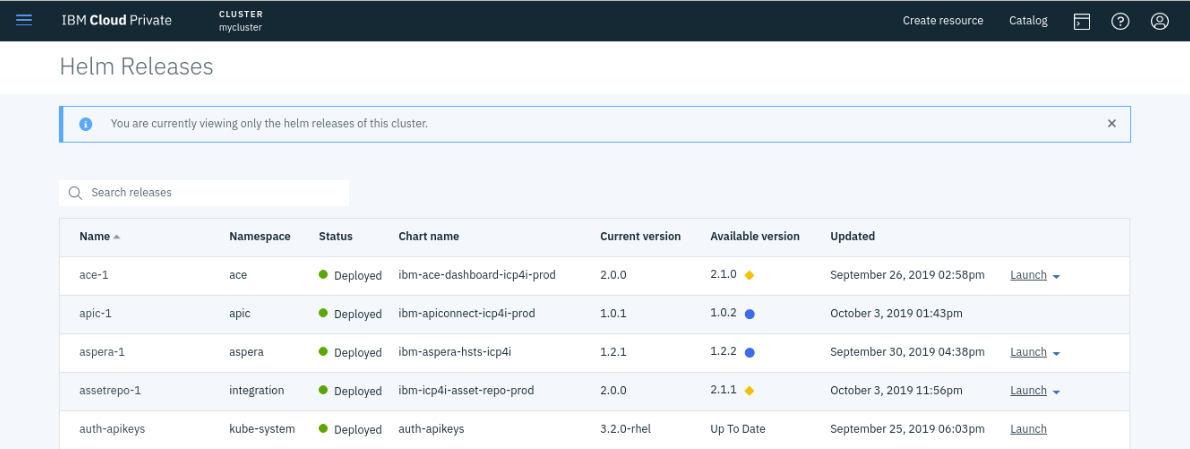 IBM Cloud Private CLUSTER Create resource Catalog
mycluster
Helm Releases
You are currently viewing only the helm releases of this cluster.
Search releases
Name Namespace Status Chart name Current version Available version Updated
ace-1 ace Deployed ibm-ace-dashboard-icp4i-prod 2.0.0 2.1.0 September 26, 2019 02:58pm Launch
apic-1 apic Deployed ibm-apiconnect-icp4i-prod 1.0.1 1.0.2 October 3, 2019 01:43pm
aspera-1 aspera Deployed ibm-aspera-hsts-icp4i 1.2.1 1.2.2 September 30, 2019 04:38pm Launch
assetrepo-1 integration Deployed ibm-icp4i-asset-repo-prod 2.0.0 2.1.1 October 3, 2019 11:56pm Launch
auth-apikeys kube-system Deployed auth-apikeys 3.2.0-rhel Up To Date September 25, 2019 06:03pm Launch